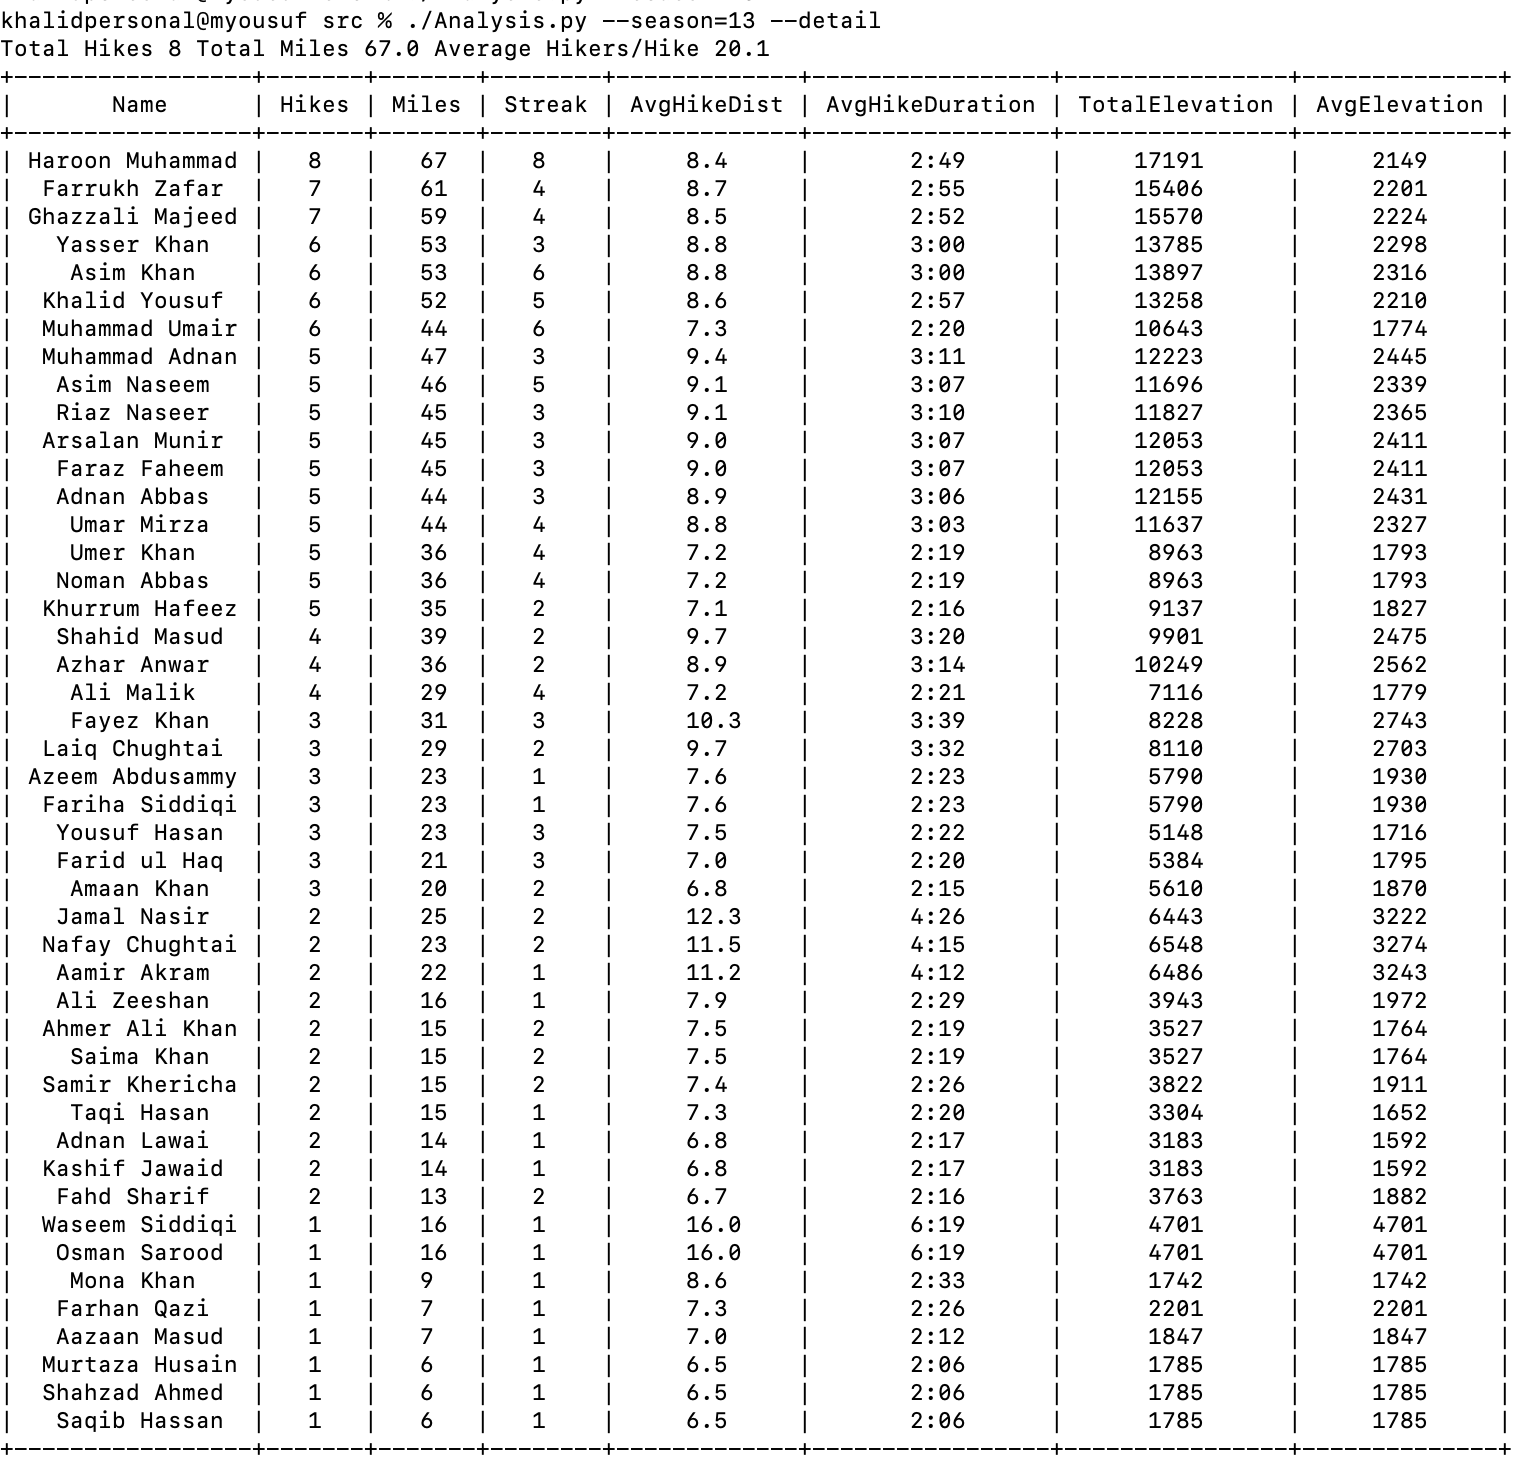 khalidpersonal@myousuf src % ./Analysis.py --season=13 --detail
Total Hikes 8 Total Miles 67.0 Average Hikers/Hike 20.1
| Name | Hikes | Miles | Streak | AvgHikeDist | AvgHikeDuration | TotalElevation | AvgElevation |
| Haroon Muhammad | 8 | 67 | 8 | 8.4 | 2:49 | 17191 | 2149 |
| Farrukh Zafar | 7 | 61 | 4 | 8.7 | 2:55 | 15406 | 2201 |
| Ghazzali Majeed | 7 | 59 | 4 | 8.5 | 2:52 | 15570 | 2224 |
| Yasser Khan | 6 | 53 | 3 | 8.8 | 3:00 | 13785 | 2298 |
| Asim Khan | 6 | 53 | 6 | 8.8 | 3:00 | 13897 | 2316 |
| Khalid Yousuf | 6 | 52 | 5 | 8.6 | 2:57 | 13258 | 2210 |
| Muhammad Umair | 6 | 44 | 6 | 7.3 | 2:20 | 10643 | 1774 |
| Muhammad Adnan | 5 | 47 | 3 | 9.4 | 3:11 | 12223 | 2445 |
| Asim Naseem | 5 | 46 | 5 | 9.1 | 3:07 | 11696 | 2339 |
| Riaz Naseer | 5 | 45 | 3 | 9.1 | 3:10 | 11827 | 2365 |
| Arsalan Munir | 5 | 45 | 3 | 9.0 | 3:07 | 12053 | 2411 |
| Faraz Faheem | 5 | 45 | 3 | 9.0 | 3:07 | 12053 | 2411 |
| Adnan Abbas | 5 | 44 | 3 | 8.9 | 3:06 | 12155 | 2431 |
| Umar Mirza | 5 | 44 | 4 | 8.8 | 3:03 | 11637 | 2327 |
| Umer Khan | 5 | 36 | 4 | 7.2 | 2:19 | 8963 | 1793 |
| Noman Abbas | 5 | 36 | 4 | 7.2 | 2:19 | 8963 | 1793 |
| Khurrum Hafeez | 5 | 35 | 2 | 7.1 | 2:16 | 9137 | 1827 |
| Shahid Masud | 4 | 39 | 2 | 9.7 | 3:20 | 9901 | 2475 |
| Azhar Anwar | 4 | 36 | 2 | 8.9 | 3:14 | 10249 | 2562 |
| Ali Malik | 4 | 29 | 4 | 7.2 | 2:21 | 7116 | 1779 |
| Fayez Khan | 3 | 31 | 3 | 10.3 | 3:39 | 8228 | 2743 |
| Laiq Chughtai | 3 | 29 | 2 | 9.7 | 3:32 | 8110 | 2703 |
| Azeem Abdusammy | 3 | 23 | 1 | 7.6 | 2:23 | 5790 | 1930 |
| Fariha Siddiqi | 3 | 23 | 1 | 7.6 | 2:23 | 5790 | 1930 |
| Yousuf Hasan | 3 | 23 | 3 | 7.5 | 2:22 | 5148 | 1716 |
| Farid ul Haq | 3 | 21 | 3 | 7.0 | 2:20 | 5384 | 1795 |
| Amaan Khan | 3 | 20 | 2 | 6.8 | 2:15 | 5610 | 1870 |
| Jamal Nasir | 2 | 25 | 2 | 12.3 | 4:26 | 6443 | 3222 |
| Nafay Chughtai | 2 | 23 | 2 | 11.5 | 4:15 | 6548 | 3274 |
| Aamir Akram | 2 | 22 | 1 | 11.2 | 4:12 | 6486 | 3243 |
| Ali Zeeshan | 2 | 16 | 1 | 7.9 | 2:29 | 3943 | 1972 |
| Ahmer Ali Khan | 2 | 15 | 2 | 7.5 | 2:19 | 3527 | 1764 |
| Saima Khan | 2 | 15 | 2 | 7.5 | 2:19 | 3527 | 1764 |
| Samir Khericha | 2 | 15 | 2 | 7.4 | 2:26 | 3822 | 1911 |
| Taqi Hasan | 2 | 15 | 1 | 7.3 | 2:20 | 3304 | 1652 |
| Adnan Lawai | 2 | 14 | 1 | 6.8 | 2:17 | 3183 | 1592 |
| Kashif Jawaid | 2 | 14 | 1 | 6.8 | 2:17 | 3183 | 1592 |
| Fahd Sharif | 2 | 13 | 2 | 6.7 | 2:16 | 3763 | 1882 |
| Waseem Siddiqi | 1 | 16 | 1 | 16.0 | 6:19 | 4701 | 4701 |
| Osman Sarood | 1 | 16 | 1 | 16.0 | 6:19 | 4701 | 4701 |
| Mona Khan | 1 | 9 | 1 | 8.6 | 2:33 | 1742 | 1742 |
| Farhan Qazi | 1 | 7 | 1 | 7.3 | 2:26 | 2201 | 2201 |
| Aazaan Masud | 1 | 7 | 1 | 7.0 | 2:12 | 1847 | 1847 |
| Murtaza Husain | 1 | 6 | 1 | 6.5 | 2:06 | 1785 | 1785 |
| Shahzad Ahmed | 1 | 6 | 1 | 6.5 | 2:06 | 1785 | 1785 |
| Saqib Hassan | 1 | 6 | 1 | 6.5 | 2:06 | 1785 | 1785 |